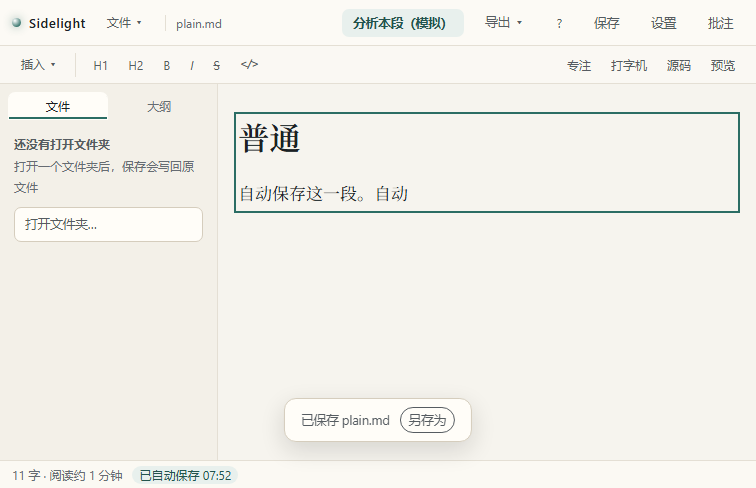 Sidelight 文件 ▾ plain.md 分析本段（模拟） 导出 ▾ ? 保存 设置 批注
插入 ▾ H1 H2 B I S </> 专注 打字机 源码 预览
文件 大纲
还没有打开文件夹
打开一个文件夹后，保存会写回原
文件
打开文件夹...
普通
自动保存这一段。自动
已保存 plain.md 另存为
11 字 · 阅读约 1 分钟 已自动保存 07:52